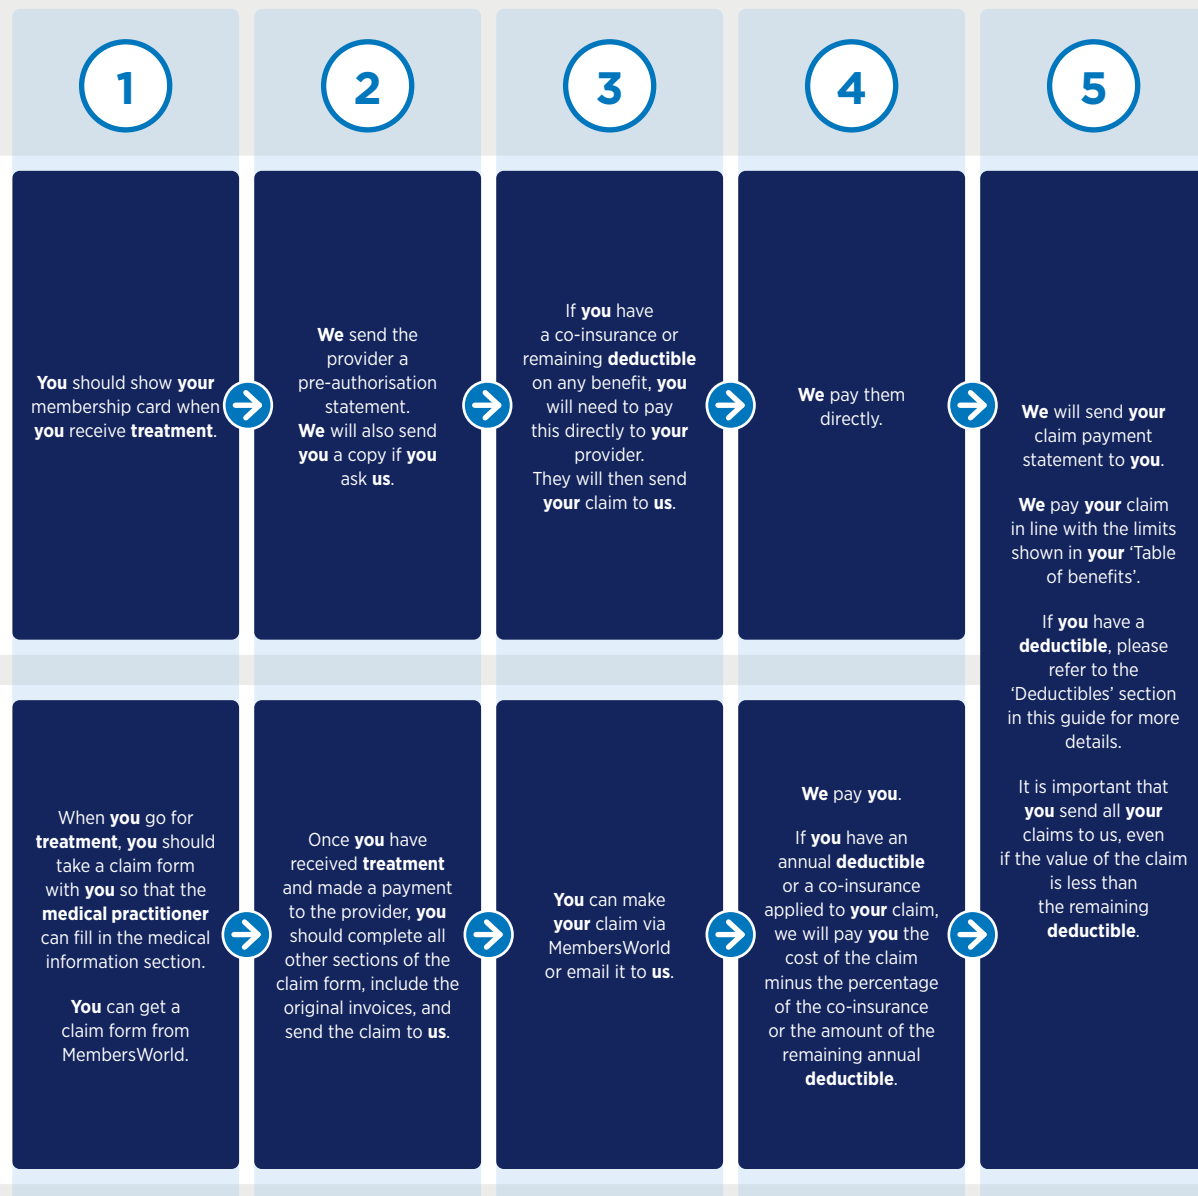 1
2
3
4
5
You should show your
membership card when
you receive treatment.
We send the
provider a
pre-authorisation
statement.
We will also send
you a copy if you
ask us.
If you have
a co-insurance or
remaining deductible
on any benefit, you
will need to pay
this directly to your
provider.
They will then send
your claim to us.
We pay them
directly.
We will send your
claim payment
statement to you.
We pay your claim
in line with the limits
shown in your ‘Table
of benefits’.
If you have a
deductible, please
refer to the
‘Deductibles’ section
in this guide for more
details.
It is important that
you send all your
claims to us, even
if the value of the claim
is less than
the remaining
deductible.
When you go for
treatment, you should
take a claim form
with you so that the
medical practitioner
can fill in the medical
information section.
You can get a
claim form from
MembersWorld.
Once you have
received treatment
and made a payment
to the provider, you
should complete all
other sections of the
claim form, include the
original invoices, and
send the claim to us.
You can make
your claim via
MembersWorld
or email it to us.
We pay you.
If you have an
annual deductible
or a co-insurance
applied to your claim,
we will pay you the
cost of the claim
minus the percentage
of the co-insurance
or the amount of the
remaining annual
deductible.